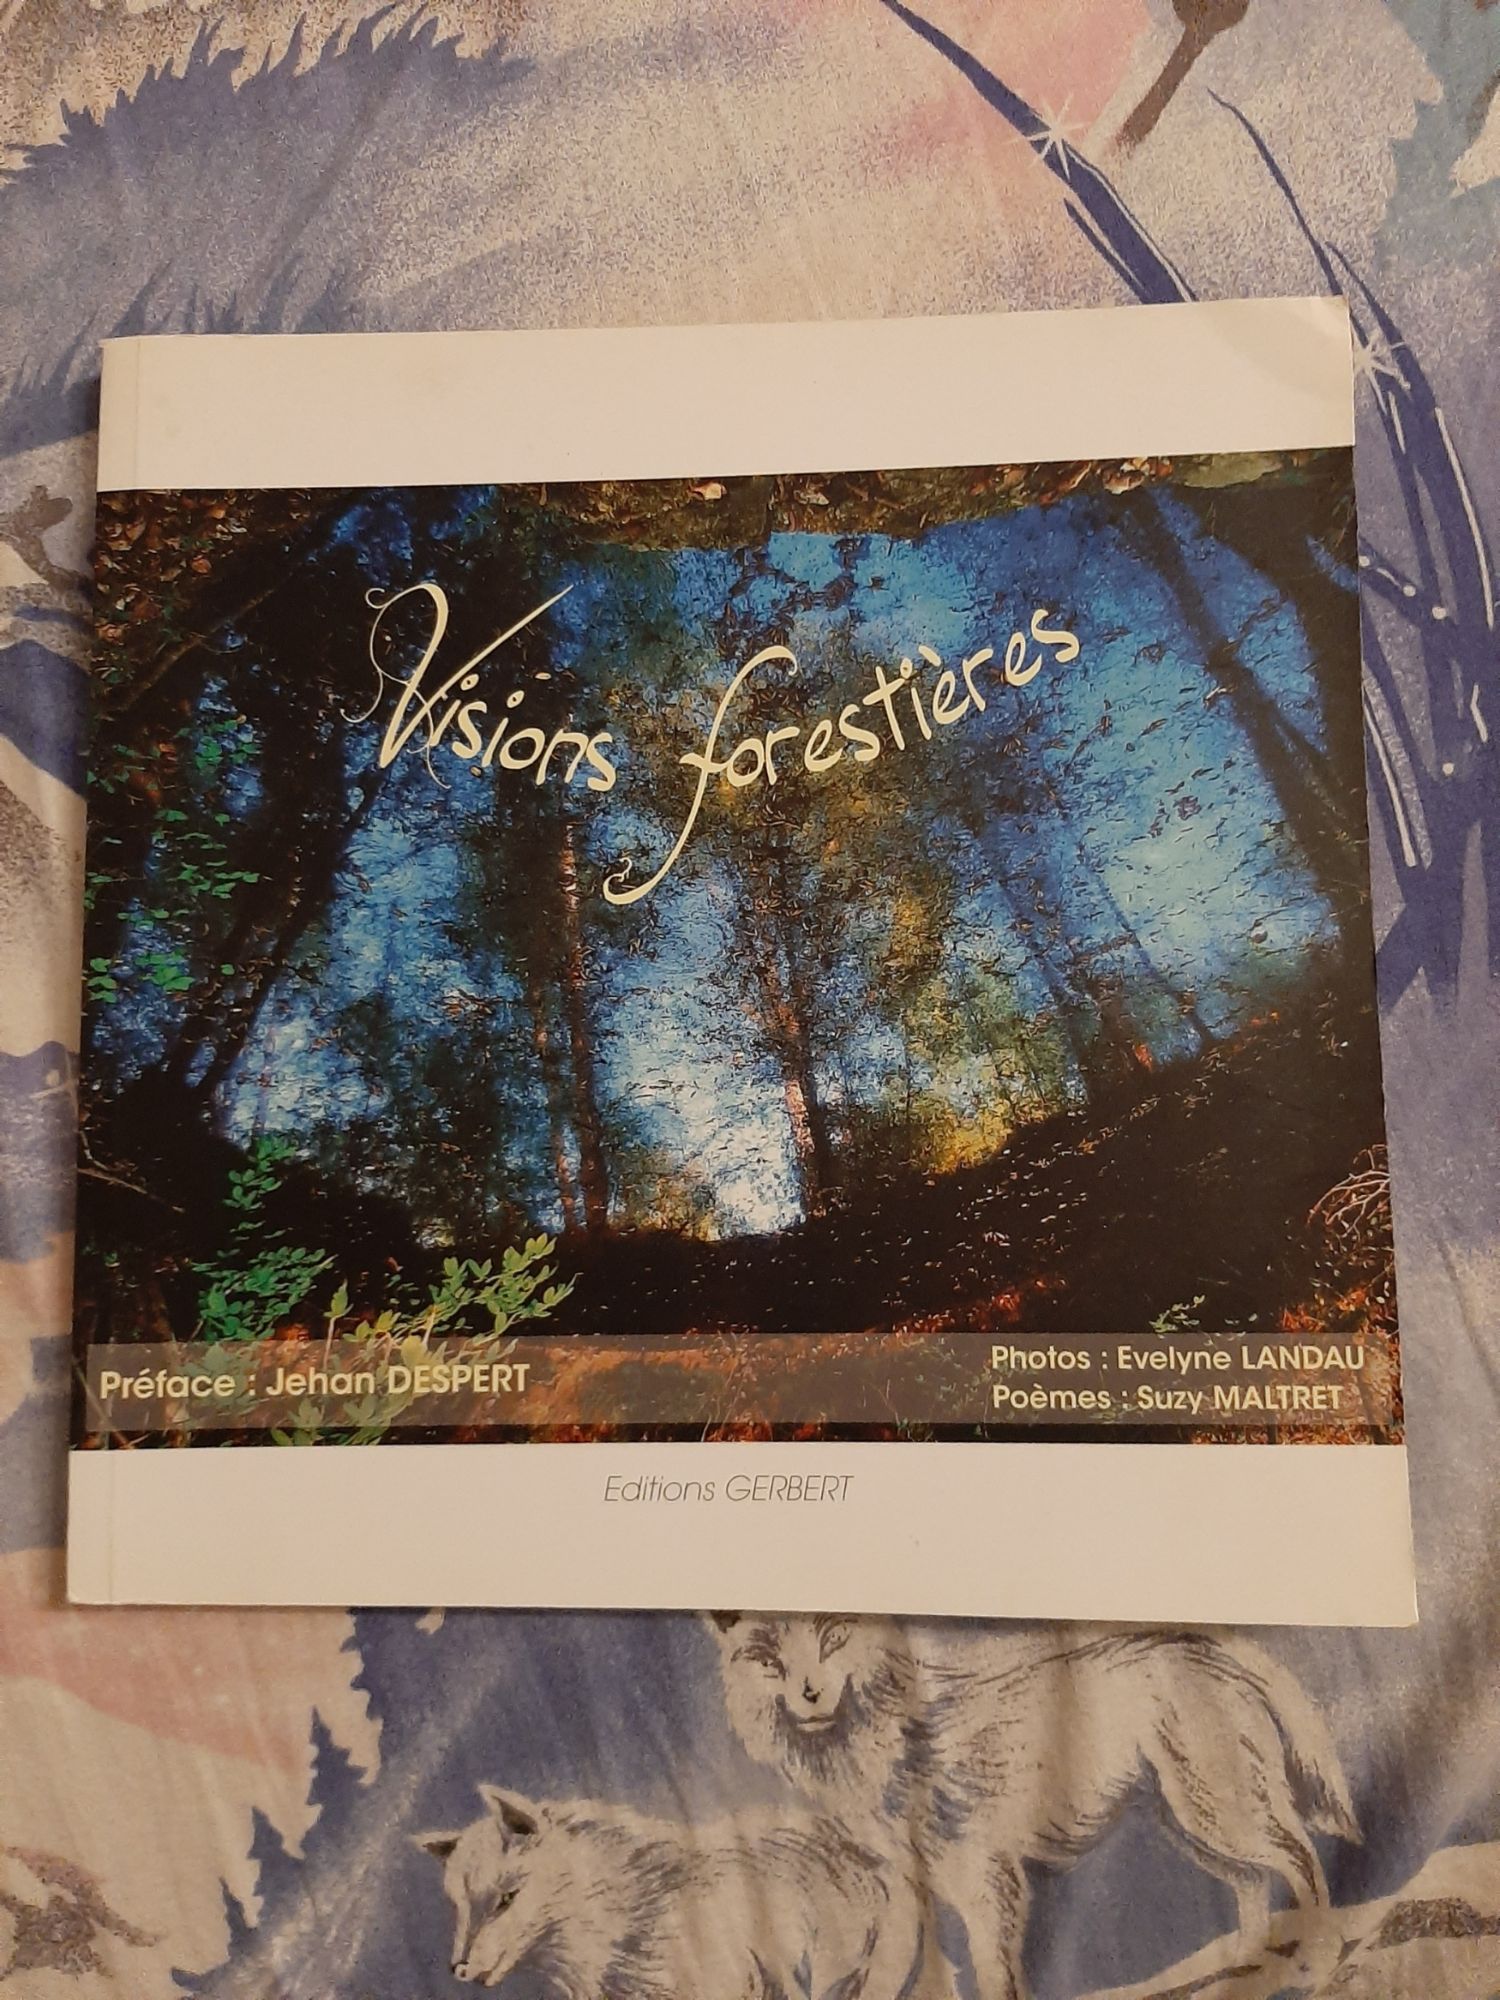 Visions forestières
Préface : Jehan DESPERT
Photos : Evelyne LANDAU
Poèmes : Suzy MALTRET
Editions GERBERT